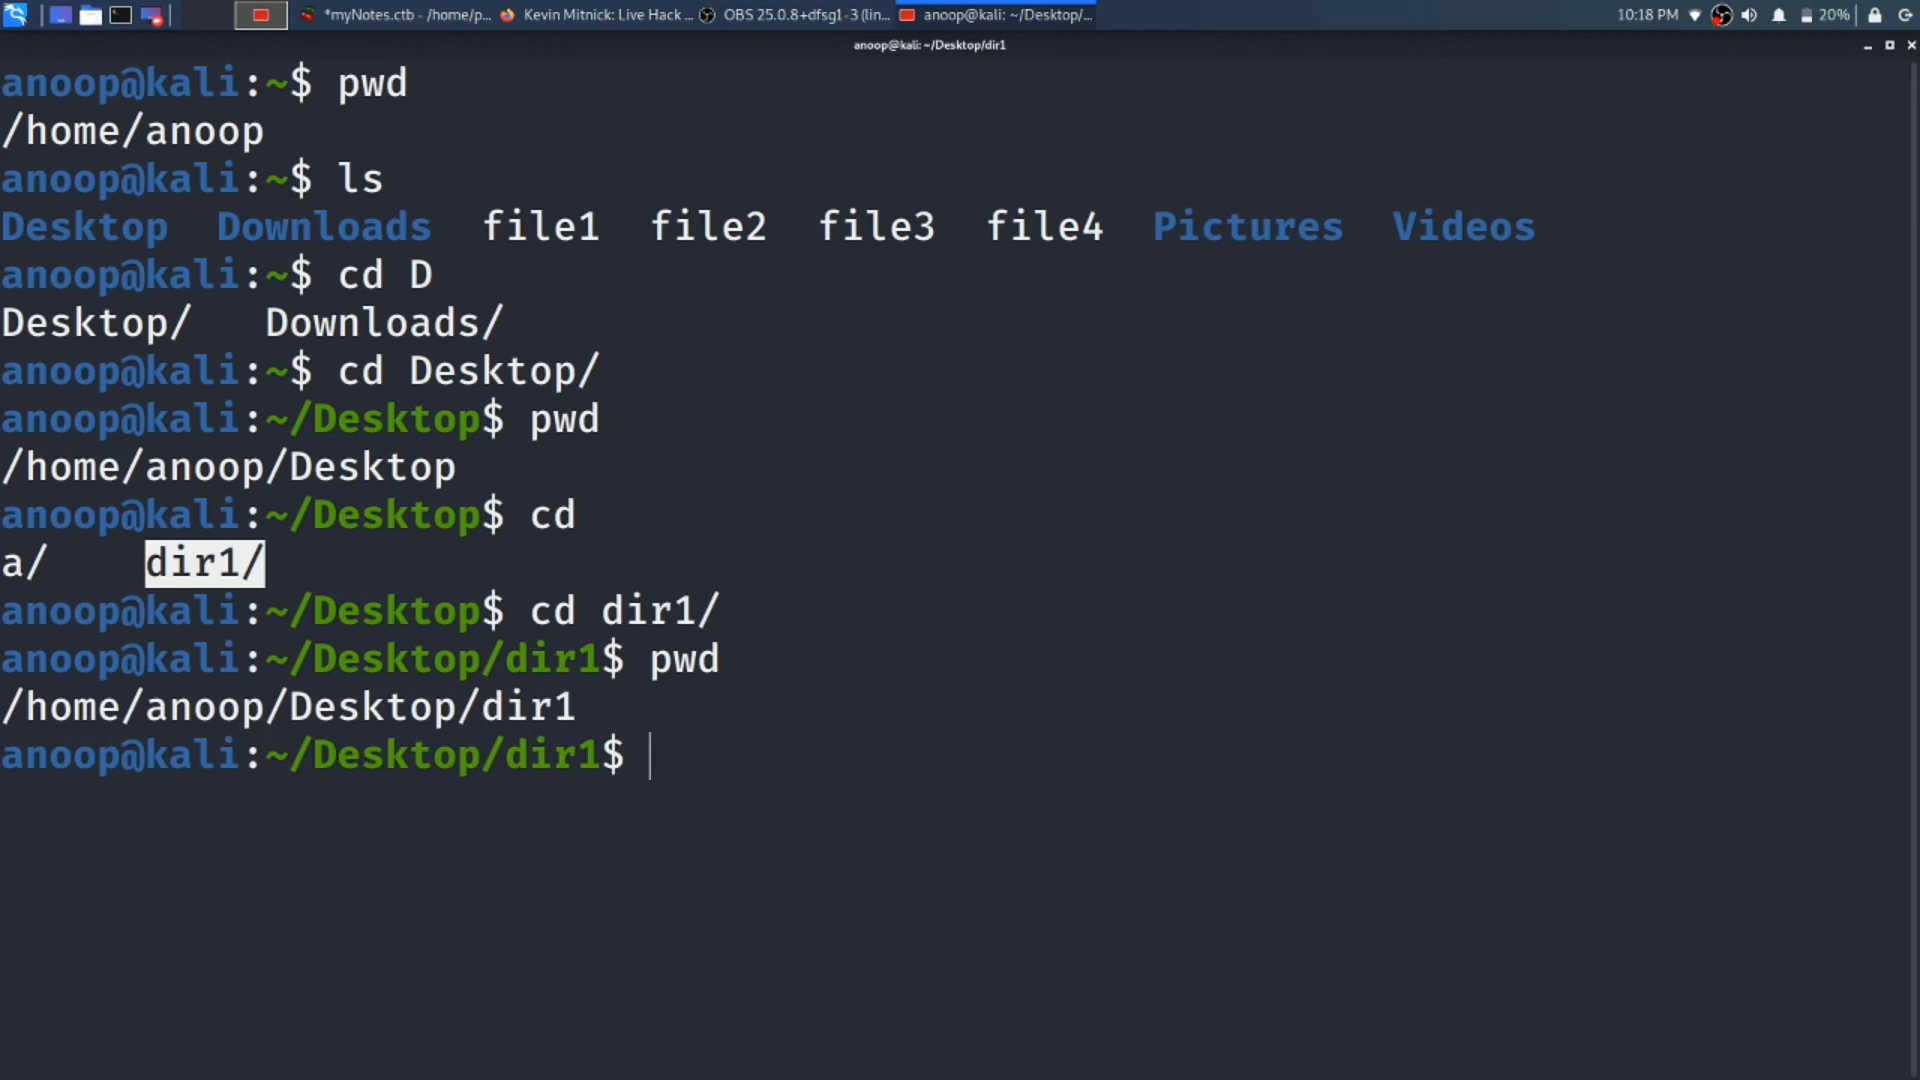 *myNotes.ctb - /home/p... Kevin Mitnick: Live Hack ... OBS 25.0.8+dfsg1-3 (lin... anoop@kali: ~/Desktop/... 10:18 PM 20%
anoop@kali: ~/Desktop/dir1
anoop@kali:~$ pwd
/home/anoop
anoop@kali:~$ ls
Desktop Downloads file1 file2 file3 file4 Pictures Videos
anoop@kali:~$ cd D
Desktop/ Downloads/
anoop@kali:~$ cd Desktop/
anoop@kali:~/Desktop$ pwd
/home/anoop/Desktop
anoop@kali:~/Desktop$ cd
a/ dir1/
anoop@kali:~/Desktop$ cd dir1/
anoop@kali:~/Desktop/dir1$ pwd
/home/anoop/Desktop/dir1
anoop@kali:~/Desktop/dir1$